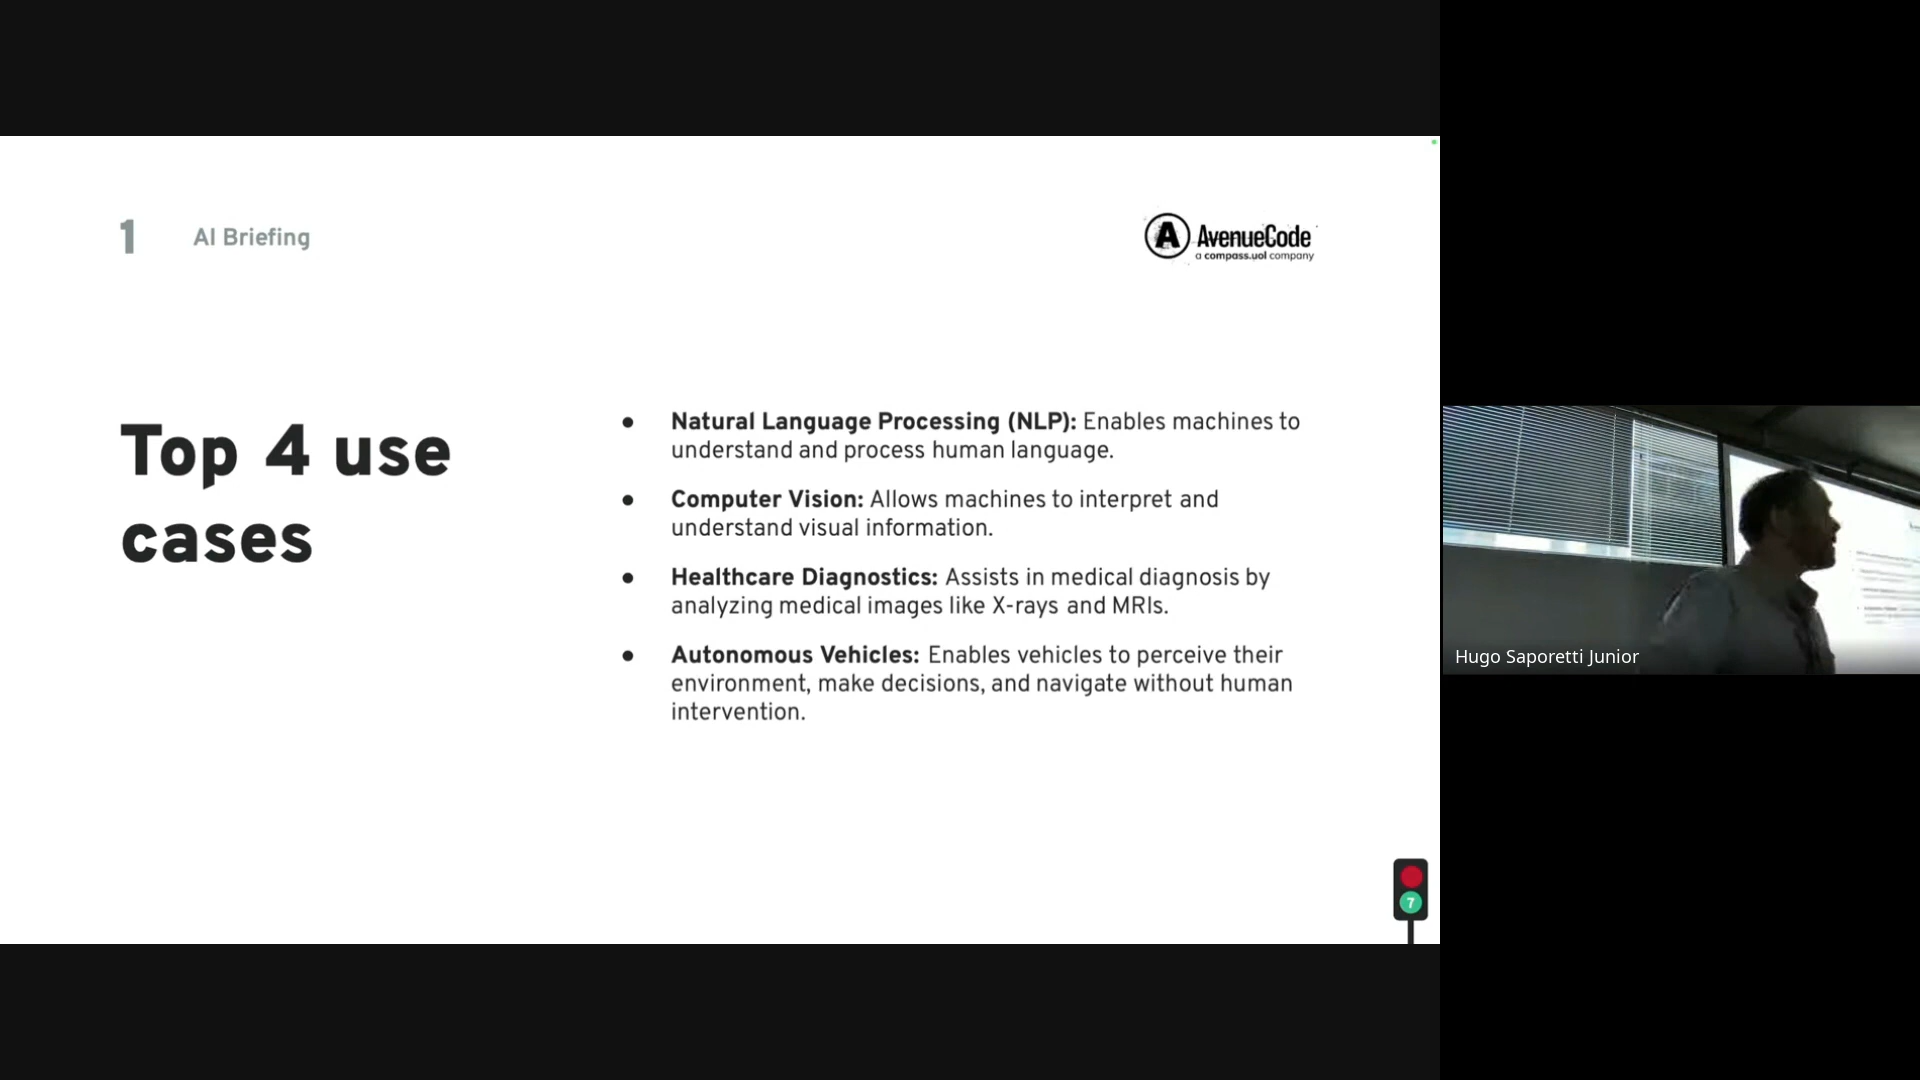 1 AI Briefing
A AvenueCode
a compass.uol company
Top 4 use
cases
● Natural Language Processing (NLP): Enables machines to
understand and process human language.
● Computer Vision: Allows machines to interpret and
understand visual information.
● Healthcare Diagnostics: Assists in medical diagnosis by
analyzing medical images like X-rays and MRIs.
● Autonomous Vehicles: Enables vehicles to perceive their
environment, make decisions, and navigate without human
intervention.
7
Hugo Saporetti Junior